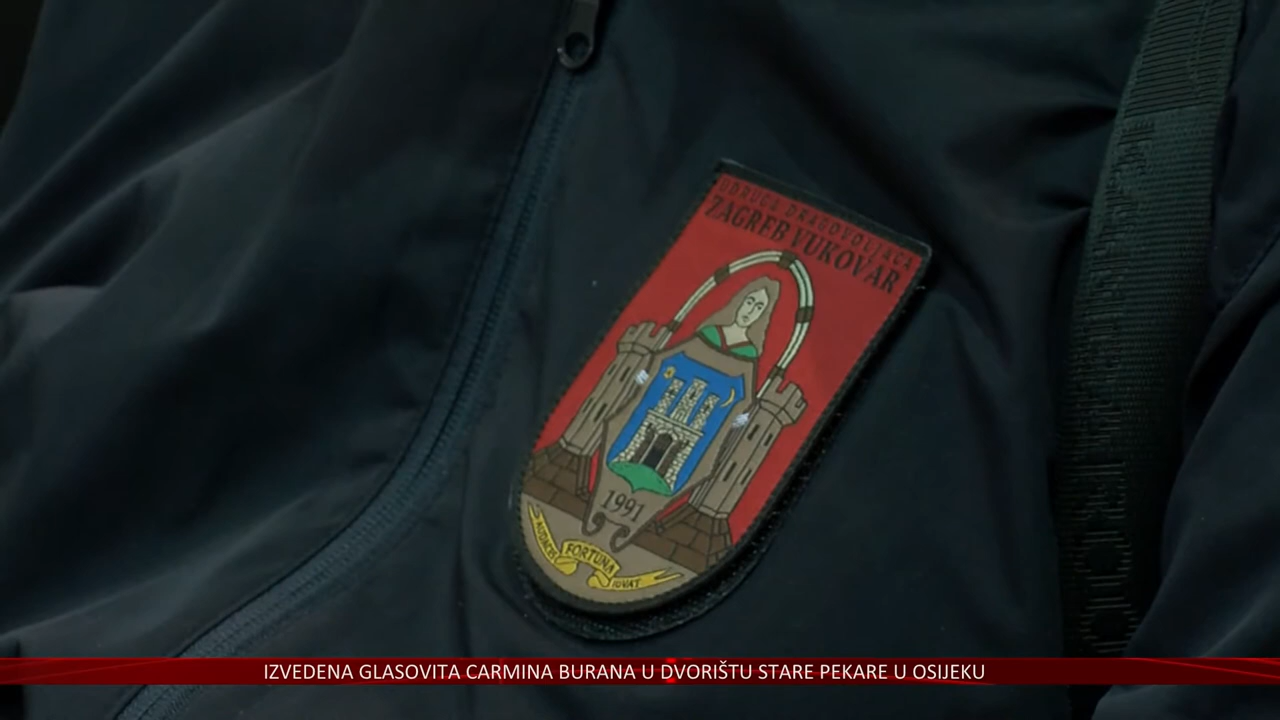 UDRUGA DRAGOVOLJACA
ZAGREB VUKOVAR
1991
AUDACES
FORTUNA
IUVAT
IZVEDENA GLASOVITA CARMINA BURANA U DVORIŠTU STARE PEKARE U OSIJEKU